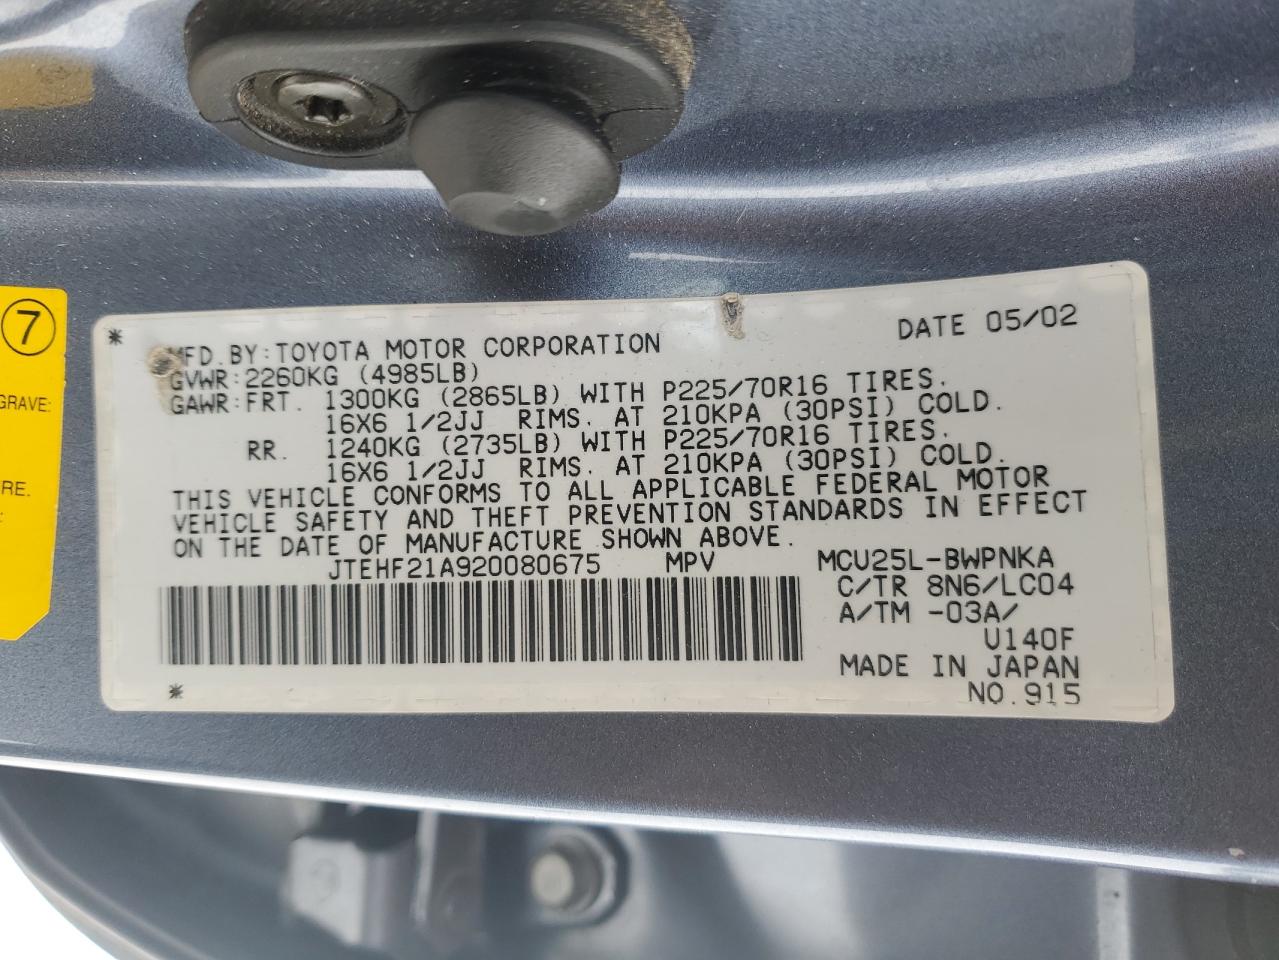 7
GRAVE:
RE.
:
* DATE 05/02
MFD. BY: TOYOTA MOTOR CORPORATION
GVWR: 2260KG (4985LB)
GAWR: FRT. 1300KG (2865LB) WITH P225/70R16 TIRES.
16X6 1/2JJ RIMS. AT 210KPA (30PSI) COLD.
RR. 1240KG (2735LB) WITH P225/70R16 TIRES.
16X6 1/2JJ RIMS. AT 210KPA (30PSI) COLD.
THIS VEHICLE CONFORMS TO ALL APPLICABLE FEDERAL MOTOR
VEHICLE SAFETY AND THEFT PREVENTION STANDARDS IN EFFECT
ON THE DATE OF MANUFACTURE SHOWN ABOVE.
JTEHF21A920080675 MPV MCU25L-BWPNKA
C/TR 8N6/LC04
A/TM -03A/
U140F
MADE IN JAPAN
* NO.915